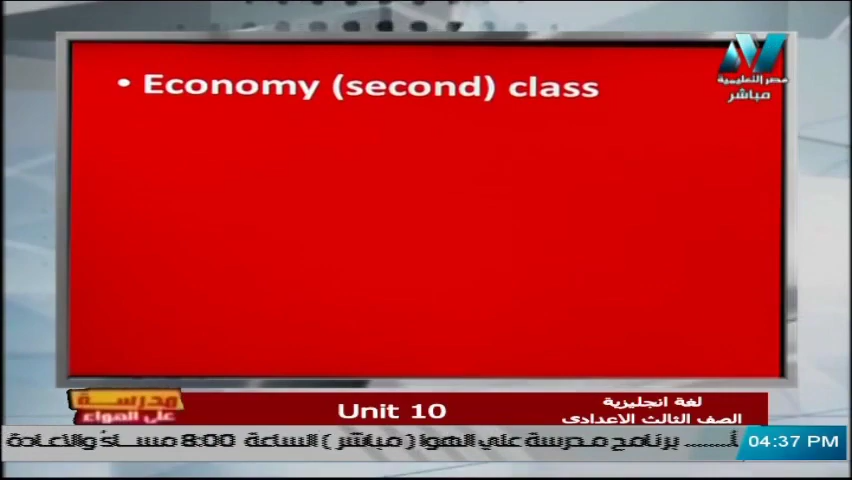 • Economy (second) class
مصر التعليمية
مباشر
مدرسة
على الهواء
Unit 10
لغة انجليزية
الصف الثالث الاعدادى
........ برنامج مدرسة علي الهوا ( مباشر ) الساعة 8:00 مساءً والاعادة
04:37 PM